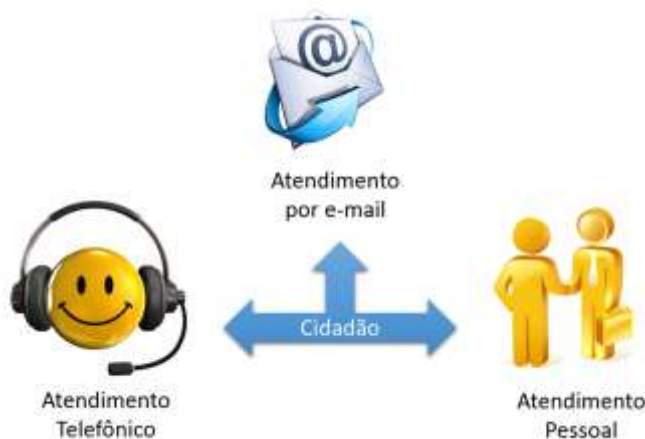 @
Atendimento
por e-mail
Cidadão
Atendimento
Telefônico
Atendimento
Pessoal